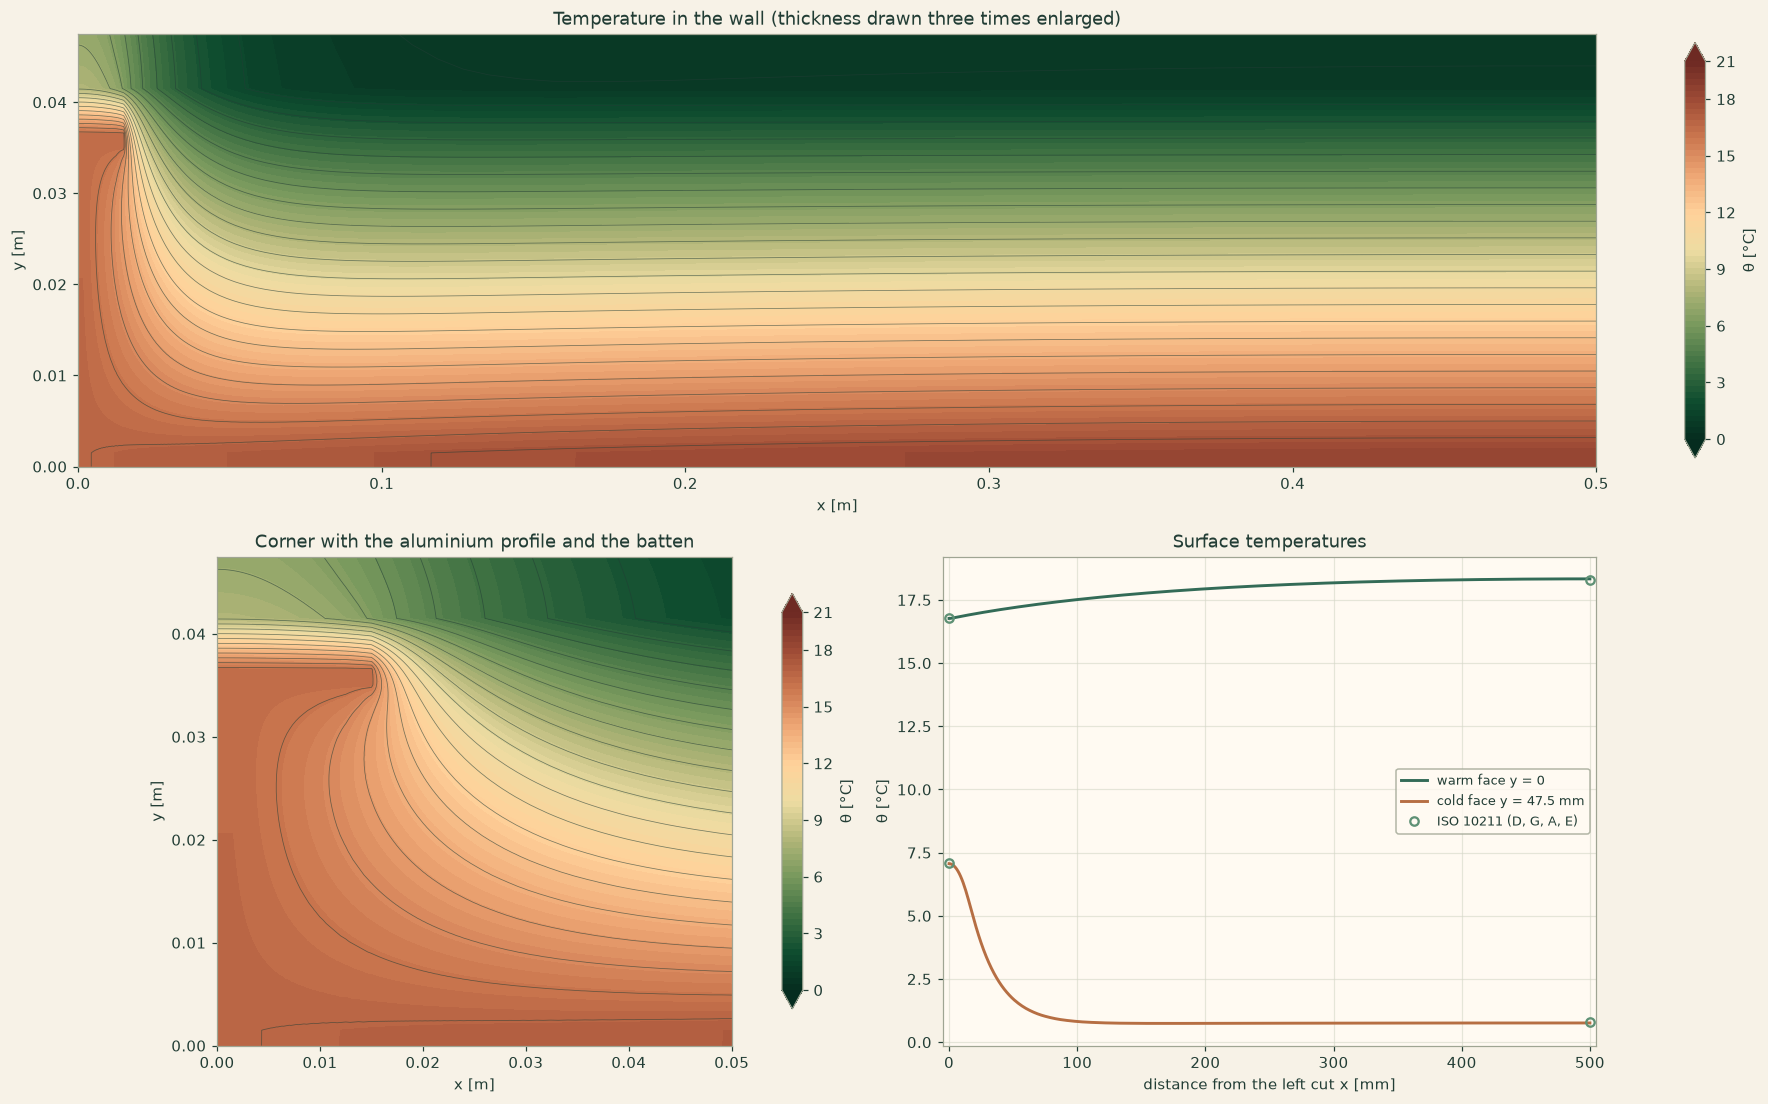 Temperature in the wall (thickness drawn three times enlarged)
y [m]
0.04
0.03
0.02
0.01
0.00
0.0 0.1 0.2 0.3 0.4 0.5
x [m]
21
18
15
12
9
6
3
0
θ [°C]
Corner with the aluminium profile and the batten
y [m]
0.04
0.03
0.02
0.01
0.00
0.00 0.01 0.02 0.03 0.04 0.05
x [m]
21
18
15
12
9
6
3
0
θ [°C]
Surface temperatures
θ [°C]
17.5
15.0
12.5
10.0
7.5
5.0
2.5
0.0
warm face y = 0
cold face y = 47.5 mm
ISO 10211 (D, G, A, E)
0 100 200 300 400 500
distance from the left cut x [mm]